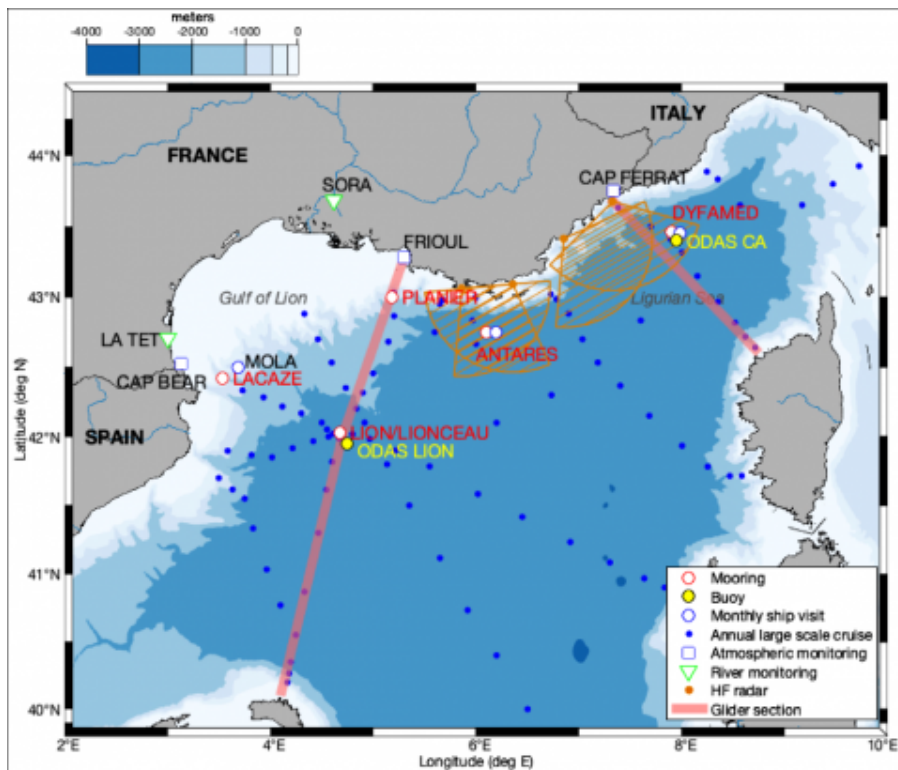 meters
-4000 -3000 -2000 -1000 0
ITALY
44°N
FRANCE
SORA
CAP FERRAT
DYFAMED
FRIOUL
ODAS CA
43°N
Gulf of Lion
PLANIER
Ligurian Sea
LA TET
MOLA
ANTARES
CAP BEAR
LACAZE
Latitude (deg N)
42°N
SPAIN
LION/LIONCEAU
ODAS LION
41°N
Mooring
Buoy
Monthly ship visit
Annual large scale cruise
Atmospheric monitoring
River monitoring
HF radar
Glider section
40°N
2°E 4°E 6°E 8°E 10°E
Longitude (deg E)